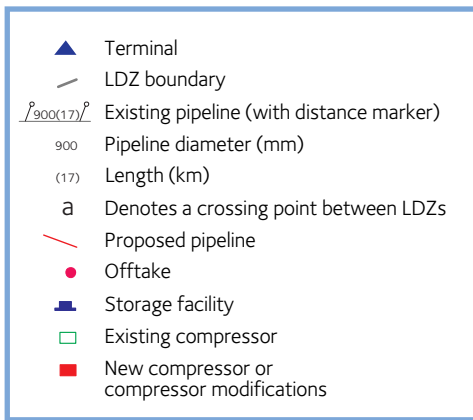 Terminal
LDZ boundary
900(17) Existing pipeline (with distance marker)
900 Pipeline diameter (mm)
(17) Length (km)
a Denotes a crossing point between LDZs
Proposed pipeline
Offtake
Storage facility
Existing compressor
New compressor or
compressor modifications